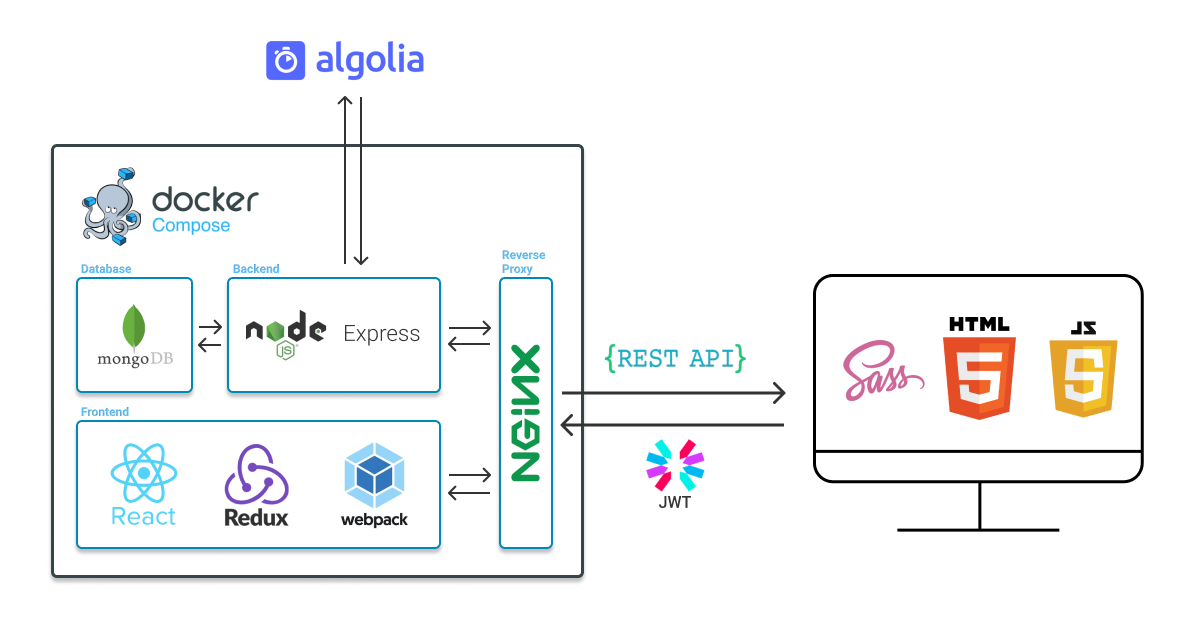 algolia
docker
Compose
Database
Backend
Reverse
Proxy
mongoDB
node
JS
Express
NGINX
Frontend
React
Redux
webpack
{REST API}
JWT
Sass
HTML
5
JS
5